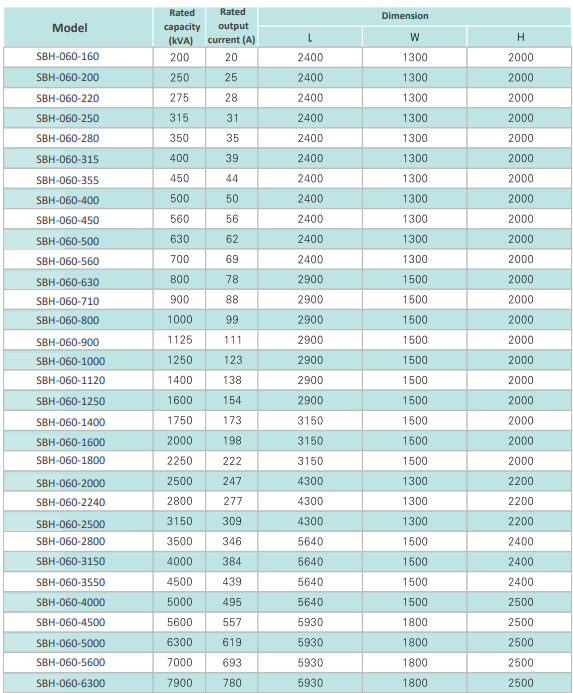 Model Rated capacity (kVA) Rated output current (A) Dimension
L W H
SBH-060-160 200 20 2400 1300 2000
SBH-060-200 250 25 2400 1300 2000
SBH-060-220 275 28 2400 1300 2000
SBH-060-250 315 31 2400 1300 2000
SBH-060-280 350 35 2400 1300 2000
SBH-060-315 400 39 2400 1300 2000
SBH-060-355 450 44 2400 1300 2000
SBH-060-400 500 50 2400 1300 2000
SBH-060-450 560 56 2400 1300 2000
SBH-060-500 630 62 2400 1300 2000
SBH-060-560 700 69 2400 1300 2000
SBH-060-630 800 78 2900 1500 2000
SBH-060-710 900 88 2900 1500 2000
SBH-060-800 1000 99 2900 1500 2000
SBH-060-900 1125 111 2900 1500 2000
SBH-060-1000 1250 123 2900 1500 2000
SBH-060-1120 1400 138 2900 1500 2000
SBH-060-1250 1600 154 2900 1500 2000
SBH-060-1400 1750 173 3150 1500 2000
SBH-060-1600 2000 198 3150 1500 2000
SBH-060-1800 2250 222 3150 1500 2000
SBH-060-2000 2500 247 4300 1300 2200
SBH-060-2240 2800 277 4300 1300 2200
SBH-060-2500 3150 309 4300 1300 2200
SBH-060-2800 3500 346 5640 1500 2400
SBH-060-3150 4000 384 5640 1500 2400
SBH-060-3550 4500 439 5640 1500 2400
SBH-060-4000 5000 495 5640 1500 2500
SBH-060-4500 5600 557 5930 1800 2500
SBH-060-5000 6300 619 5930 1800 2500
SBH-060-5600 7000 693 5930 1800 2500
SBH-060-6300 7900 780 5930 1800 2500